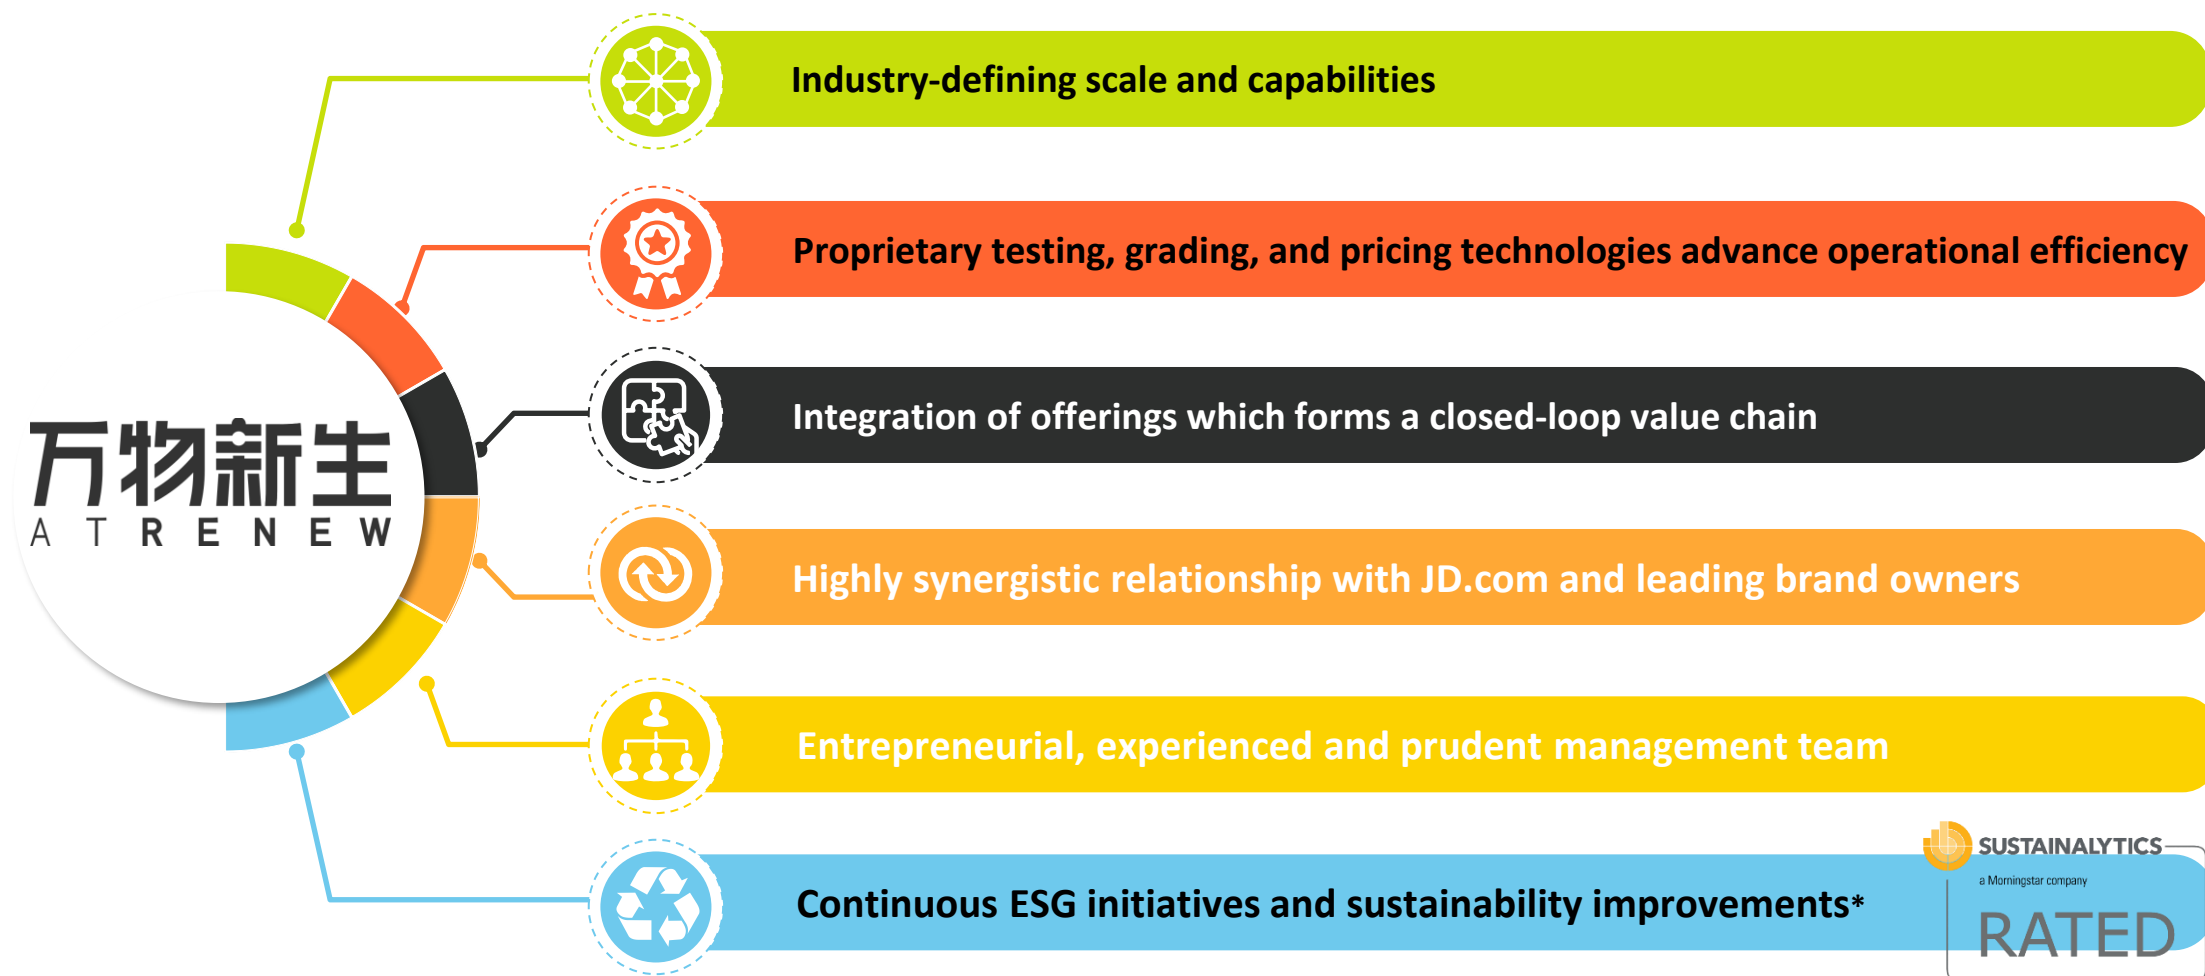 Industry-defining scale and capabilities
Proprietary testing, grading, and pricing technologies advance operational efficiency
Integration of offerings which forms a closed-loop value chain
万物新生
ATRENEW
Highly synergistic relationship with JD.com and leading brand owners
Entrepreneurial, experienced and prudent management team
Continuous ESG initiatives and sustainability improvements*
SUSTAINALYTICS
a Morningstar company
RATED